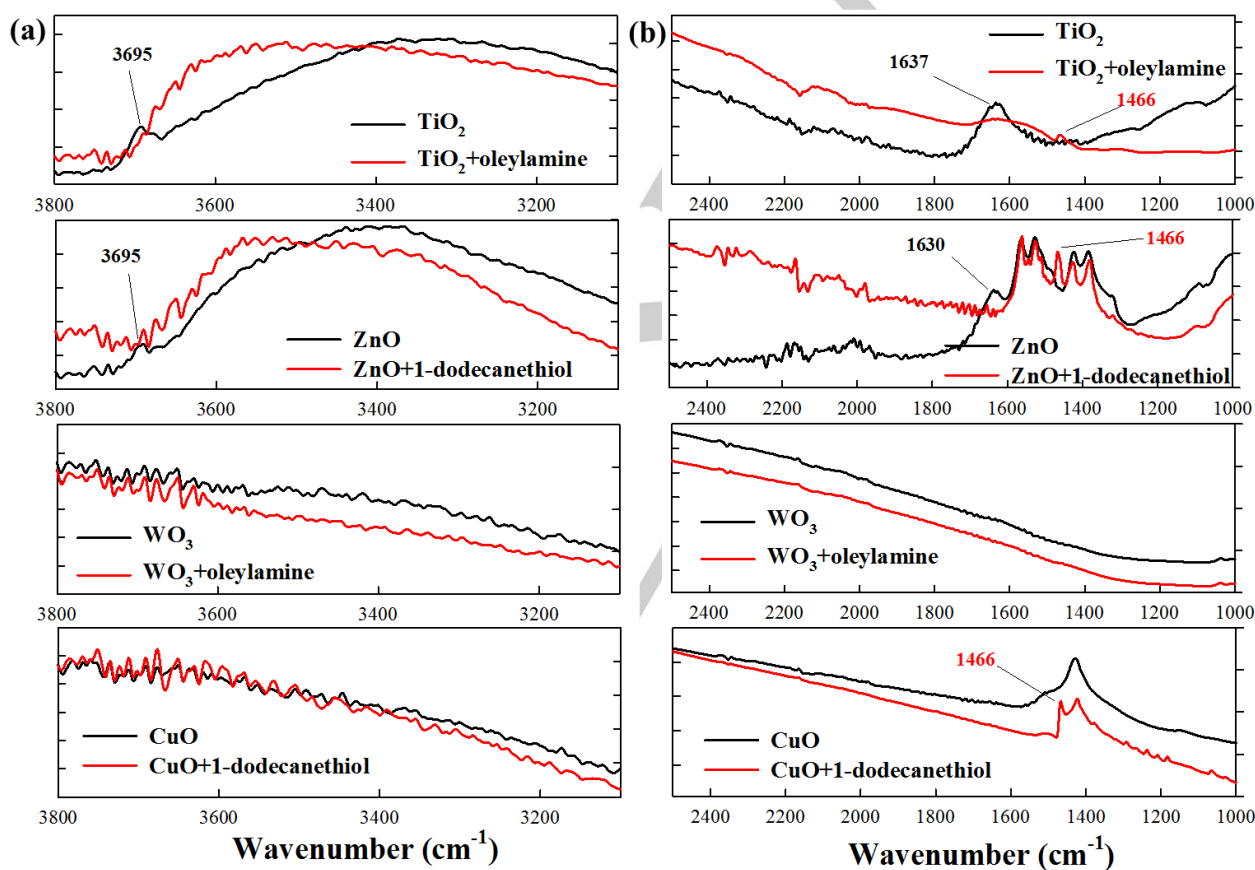 (a)
3695
TiO2
TiO2+oleylamine
3800 3600 3400 3200
3695
ZnO
ZnO+1-dodecanethiol
3800 3600 3400 3200
WO3
WO3+oleylamine
3800 3600 3400 3200
CuO
CuO+1-dodecanethiol
3800 3600 3400 3200
Wavenumber (cm-1)
(b)
1637
TiO2
TiO2+oleylamine
1466
2400 2200 2000 1800 1600 1400 1200 1000
1630
1466
ZnO
ZnO+1-dodecanethiol
2400 2200 2000 1800 1600 1400 1200 1000
WO3
WO3+oleylamine
2400 2200 2000 1800 1600 1400 1200 1000
1466
CuO
CuO+1-dodecanethiol
2400 2200 2000 1800 1600 1400 1200 1000
Wavenumber (cm-1)